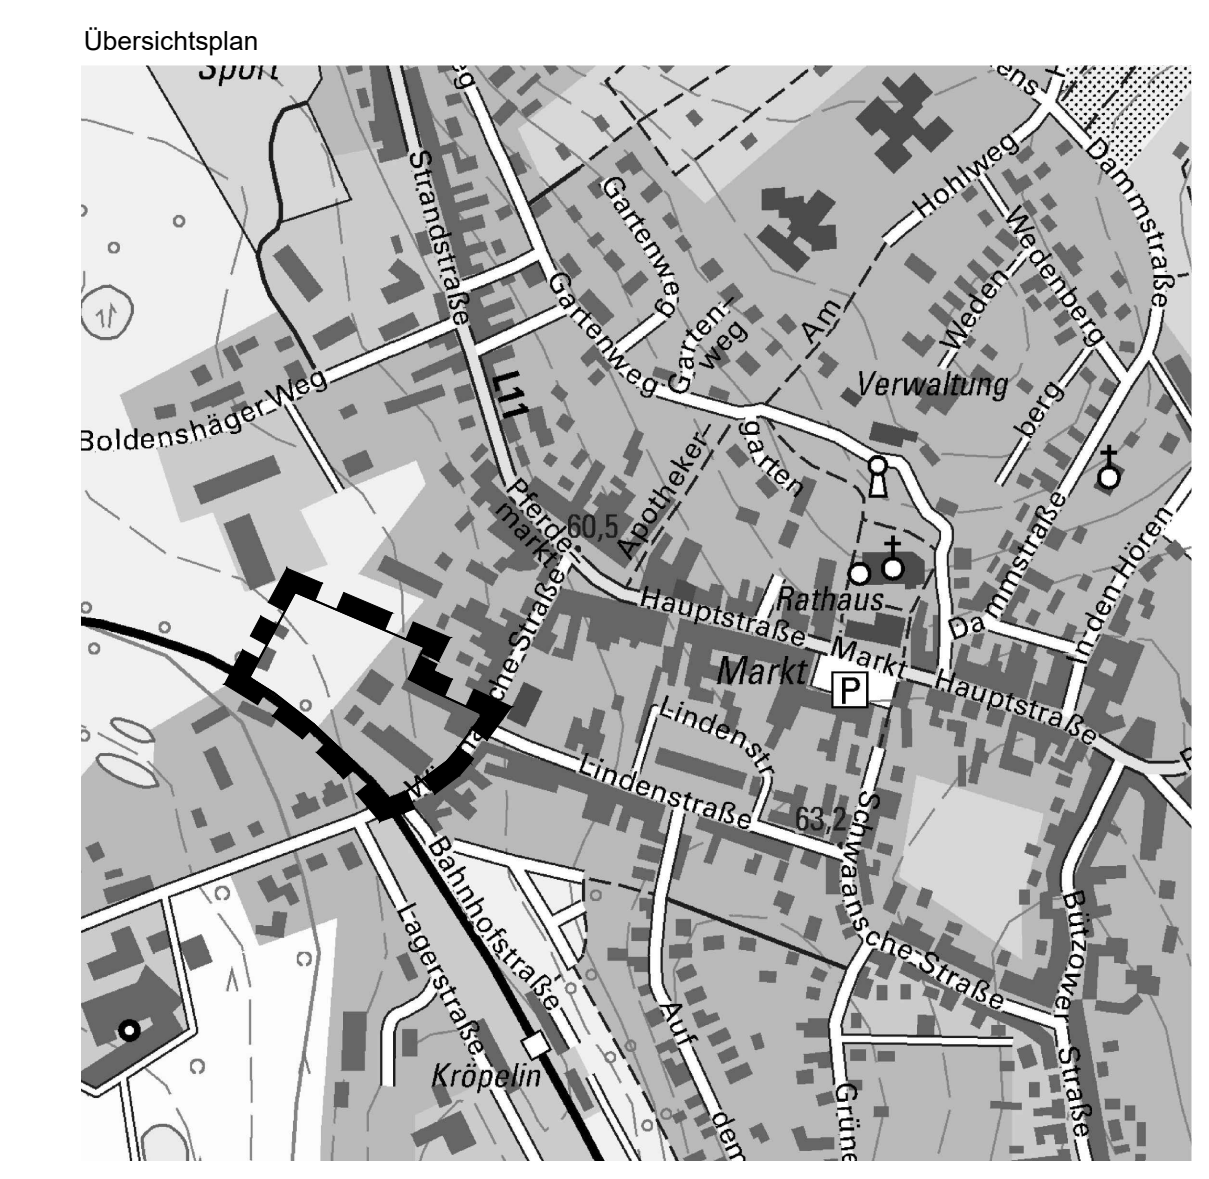 Übersichtsplan
Sport
Strandstraße
Gartenweg
Gartenweg
Garten-
weg
Hohlweg
Am
Dammstraße
Wedenberg
Weden
berg
Verwaltung
L11
Boldenshäger Weg
Pferde-
markt
60,5
Apotheker-
garten
Hauptstraße
Rathaus
Markt
Markt
P
Hauptstraße
Dammstraße
In den Hören
Lindenstr
Lindenstraße
63,2
sche Straße
Schwaansche Straße
Bützower Straße
Bahnhofstraße
Lagerstraße
Kröpelin
Auf
dem
Grüne